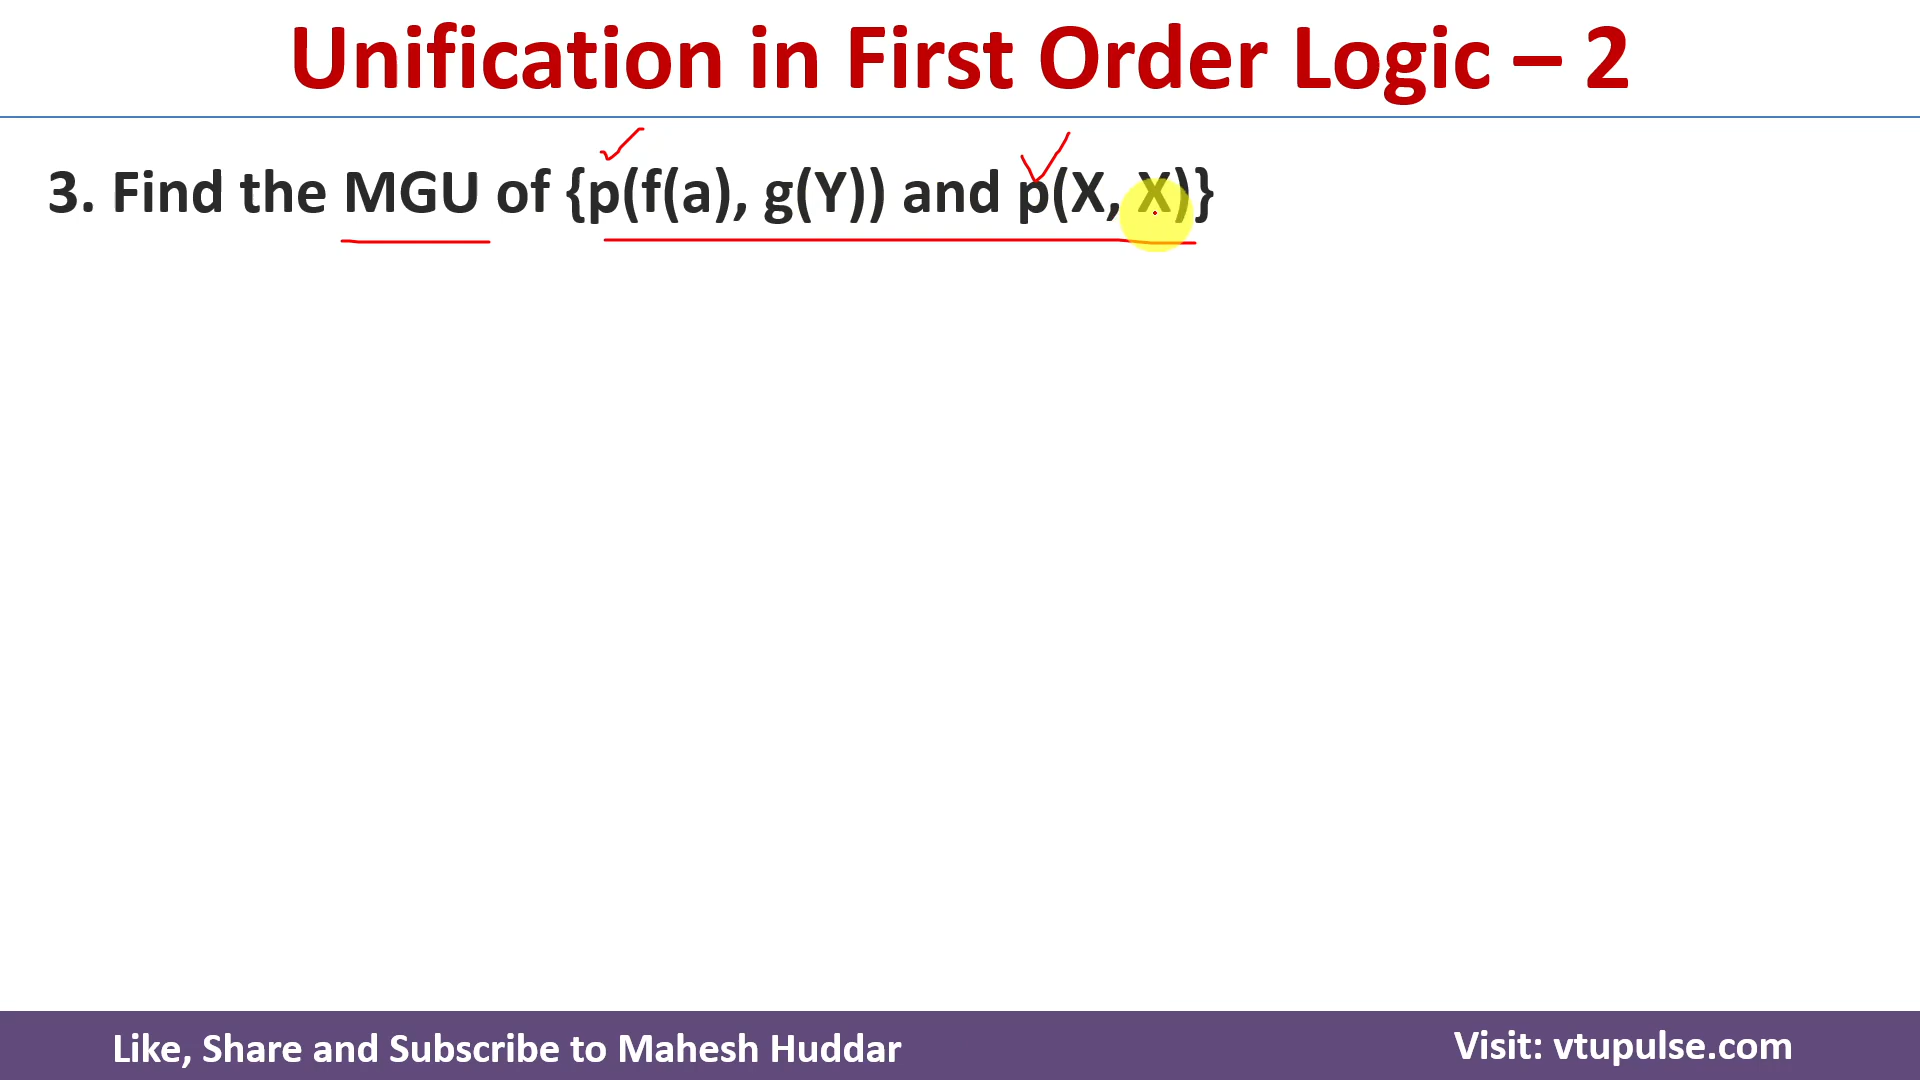 Unification in First Order Logic – 2
3. Find the MGU of {p(f(a), g(Y)) and p(X, X)}
Like, Share and Subscribe to Mahesh Huddar
Visit: vtupulse.com